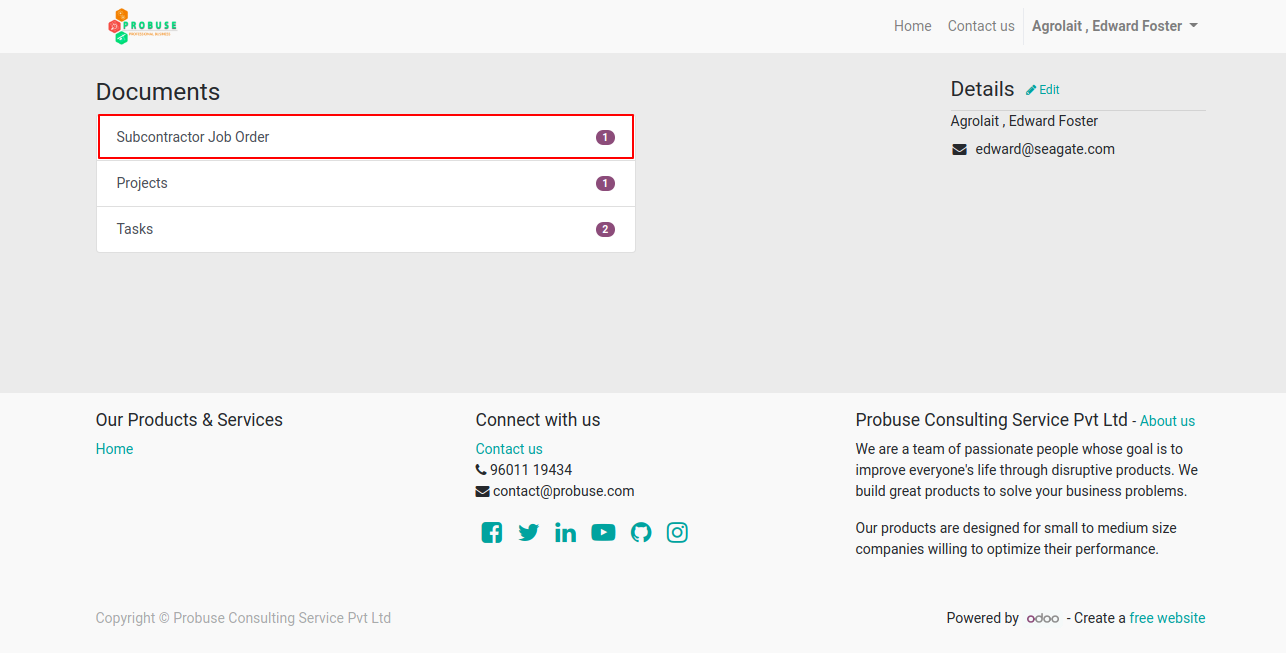 PROBUSE
Home
Contact us
Agrolait , Edward Foster
Documents
Subcontractor Job Order 1
Projects 1
Tasks 2
Details Edit
Agrolait , Edward Foster
edward@seagate.com
Our Products & Services
Home
Connect with us
Contact us
96011 19434
contact@probuse.com
Probuse Consulting Service Pvt Ltd - About us
We are a team of passionate people whose goal is to
improve everyone's life through disruptive products. We
build great products to solve your business problems.
Our products are designed for small to medium size
companies willing to optimize their performance.
Copyright © Probuse Consulting Service Pvt Ltd
Powered by odoo - Create a free website